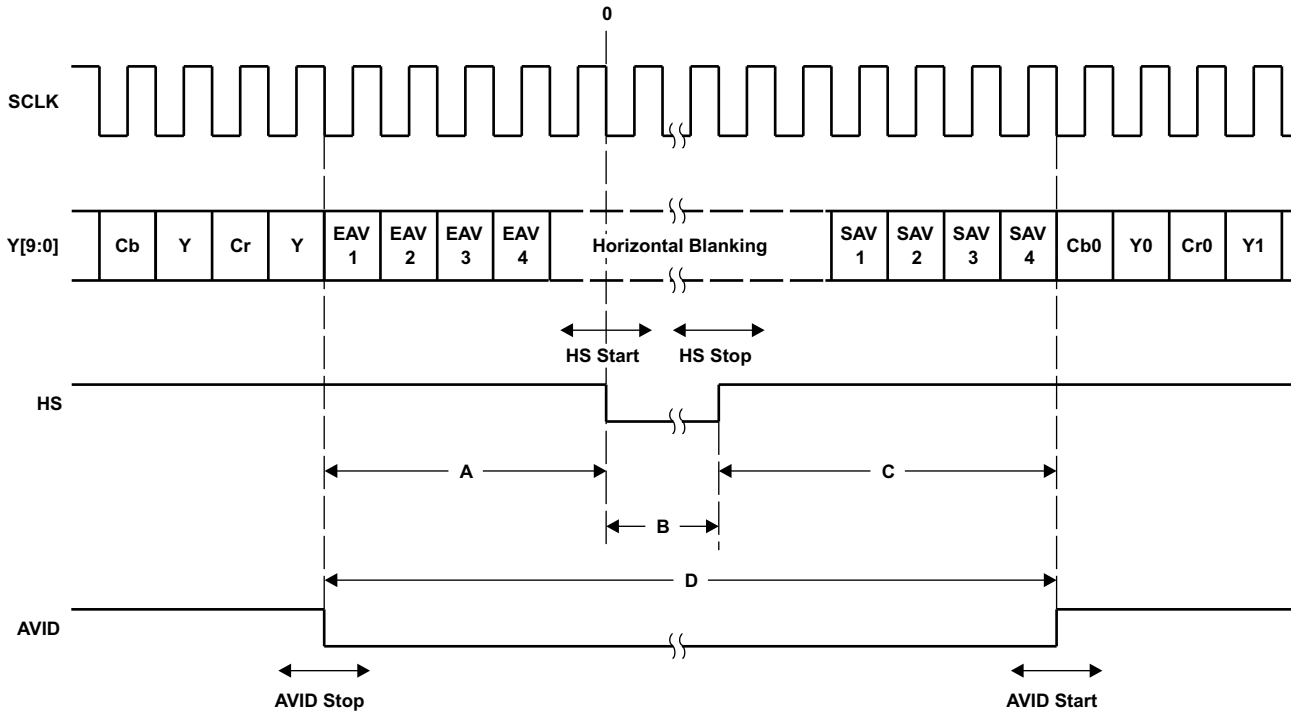 0
SCLK
Y[9:0]
Cb
Y
Cr
Y
EAV
1
EAV
2
EAV
3
EAV
4
Horizontal Blanking
SAV
1
SAV
2
SAV
3
SAV
4
Cb0
Y0
Cr0
Y1
HS Start
HS Stop
HS
A
C
B
D
AVID
AVID Stop
AVID Start